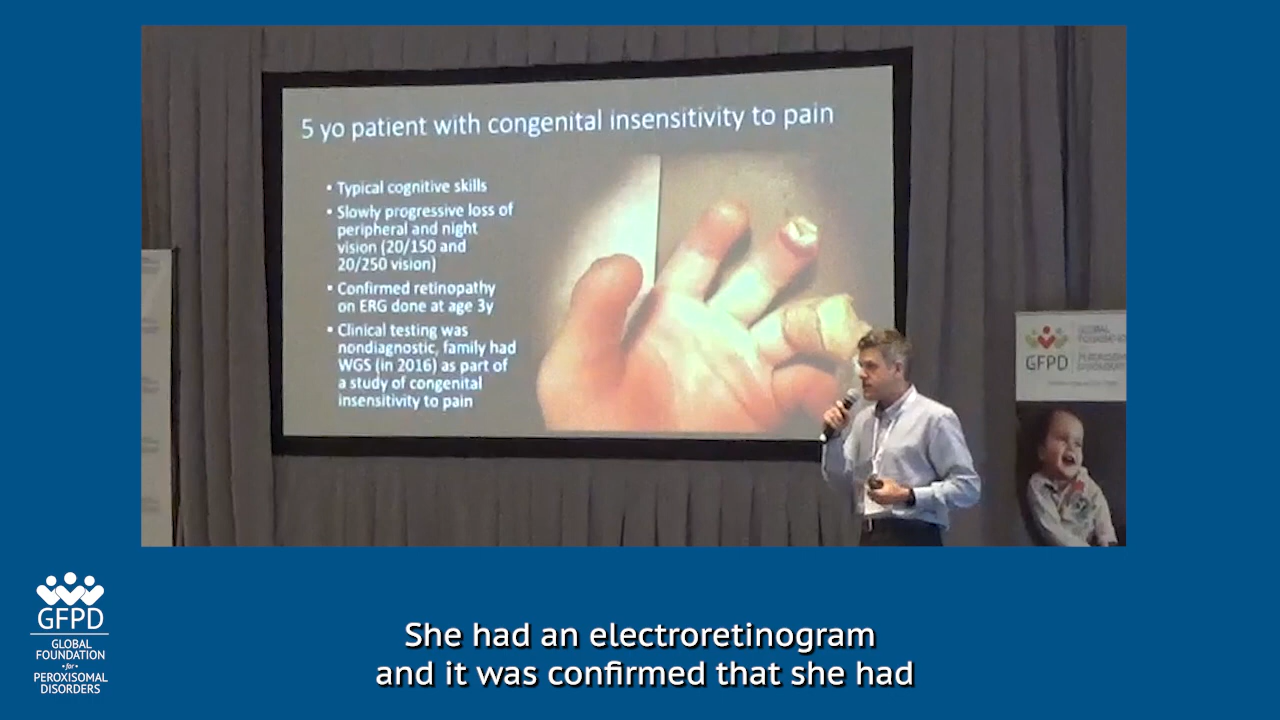 5 yo patient with congenital insensitivity to pain
• Typical cognitive skills
• Slowly progressive loss of
peripheral and night
vision (20/150 and
20/250 vision)
• Confirmed retinopathy
on ERG done at age 3y
• Clinical testing was
nondiagnostic, family had
WGS (in 2016) as part of
a study of congenital
insensitivity to pain
GFPD
GLOBAL
GFPD
GLOBAL
FOUNDATION
for
PEROXISOMAL
DISORDERS
She had an electroretinogram
and it was confirmed that she had